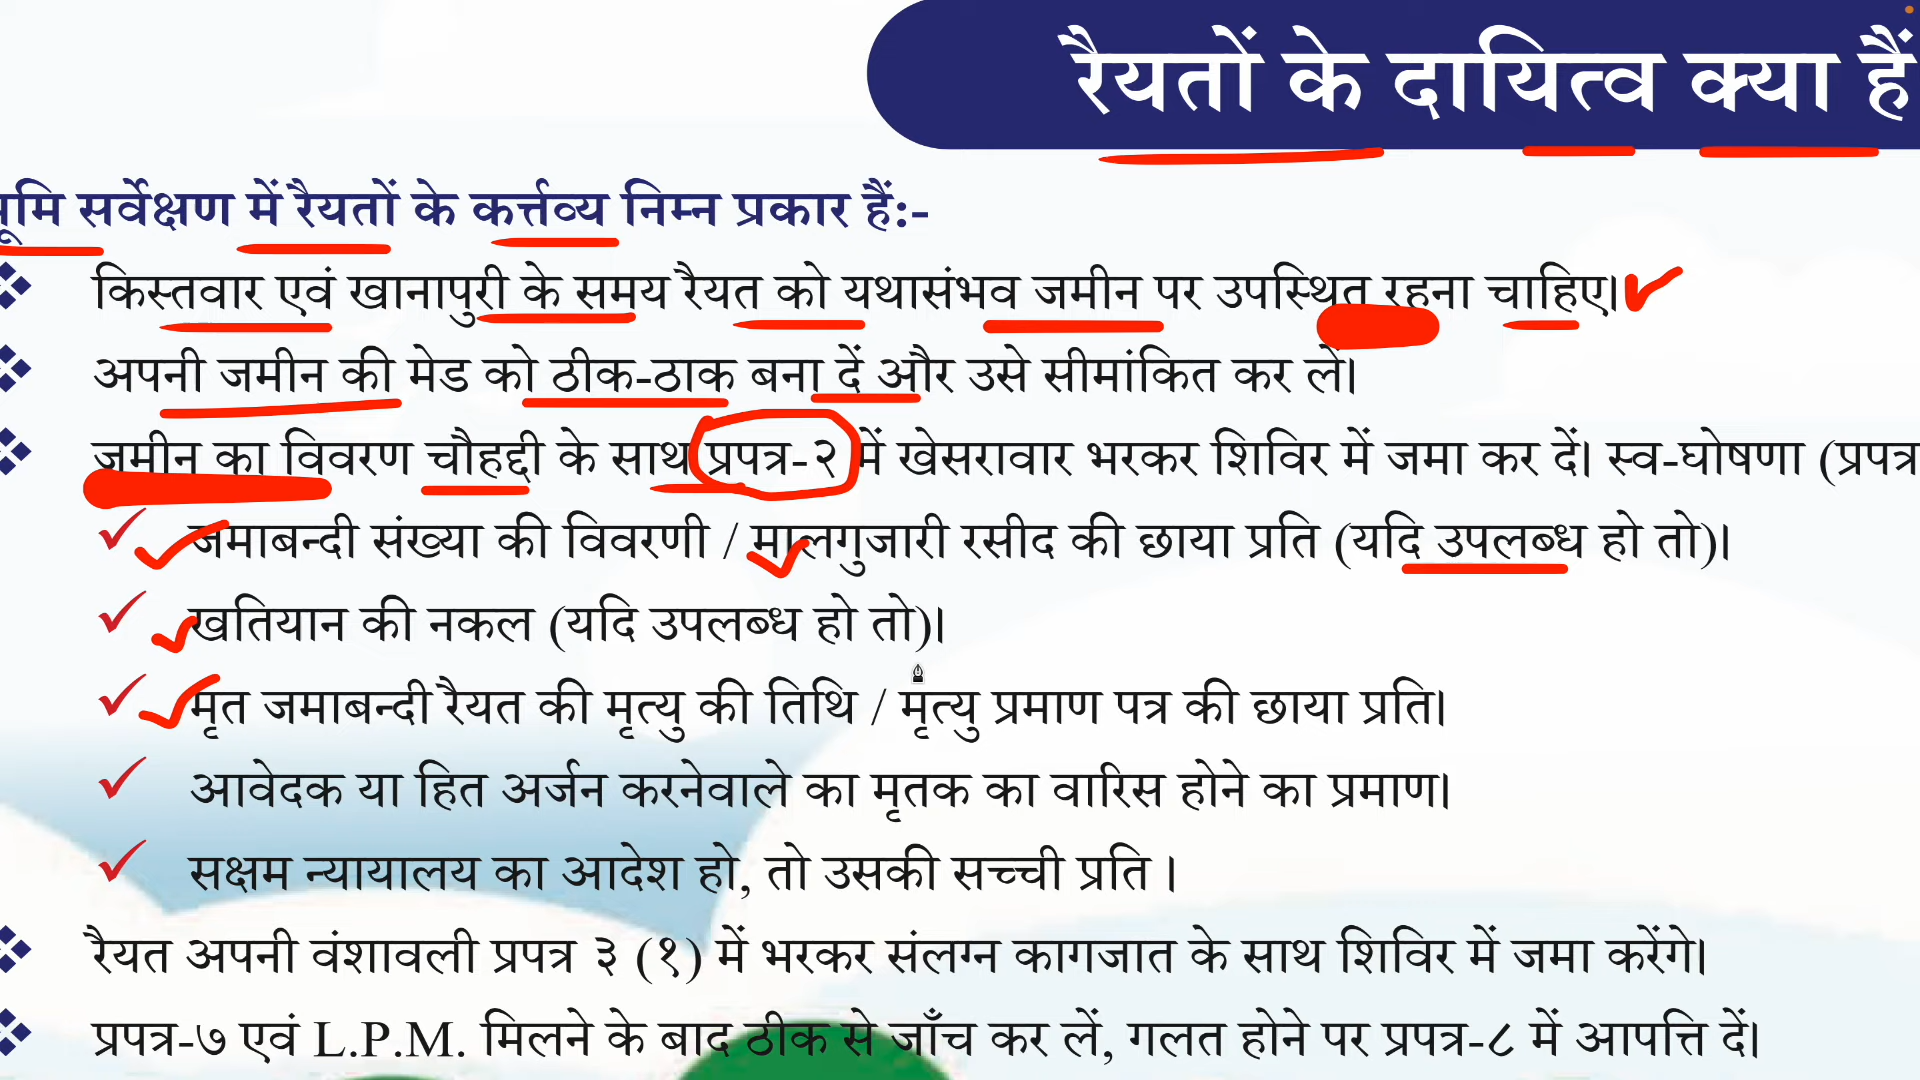 रैयतों के दायित्व क्या हैं
भूमि सर्वेक्षण में रैयतों के कर्त्तव्य निम्न प्रकार हैं:-
किस्तवार एवं खानापुरी के समय रैयत को यथासंभव जमीन पर उपस्थित रहना चाहिए।
अपनी जमीन की मेड को ठीक-ठाक बना दें और उसे सीमांकित कर लें।
जमीन का विवरण चौहद्दी के साथ प्रपत्र-२ में खेसरावार भरकर शिविर में जमा कर दें। स्व-घोषणा (प्रपत्र
जमाबन्दी संख्या की विवरणी / मालगुजारी रसीद की छाया प्रति (यदि उपलब्ध हो तो)।
खतियान की नकल (यदि उपलब्ध हो तो)।
मृत जमाबन्दी रैयत की मृत्यु की तिथि / मृत्यु प्रमाण पत्र की छाया प्रति।
आवेदक या हित अर्जन करनेवाले का मृतक का वारिस होने का प्रमाण।
सक्षम न्यायालय का आदेश हो, तो उसकी सच्ची प्रति ।
रैयत अपनी वंशावली प्रपत्र ३ (१) में भरकर संलग्न कागजात के साथ शिविर में जमा करेंगे।
प्रपत्र-७ एवं L.P.M. मिलने के बाद ठीक से जाँच कर लें, गलत होने पर प्रपत्र-८ में आपत्ति दें।